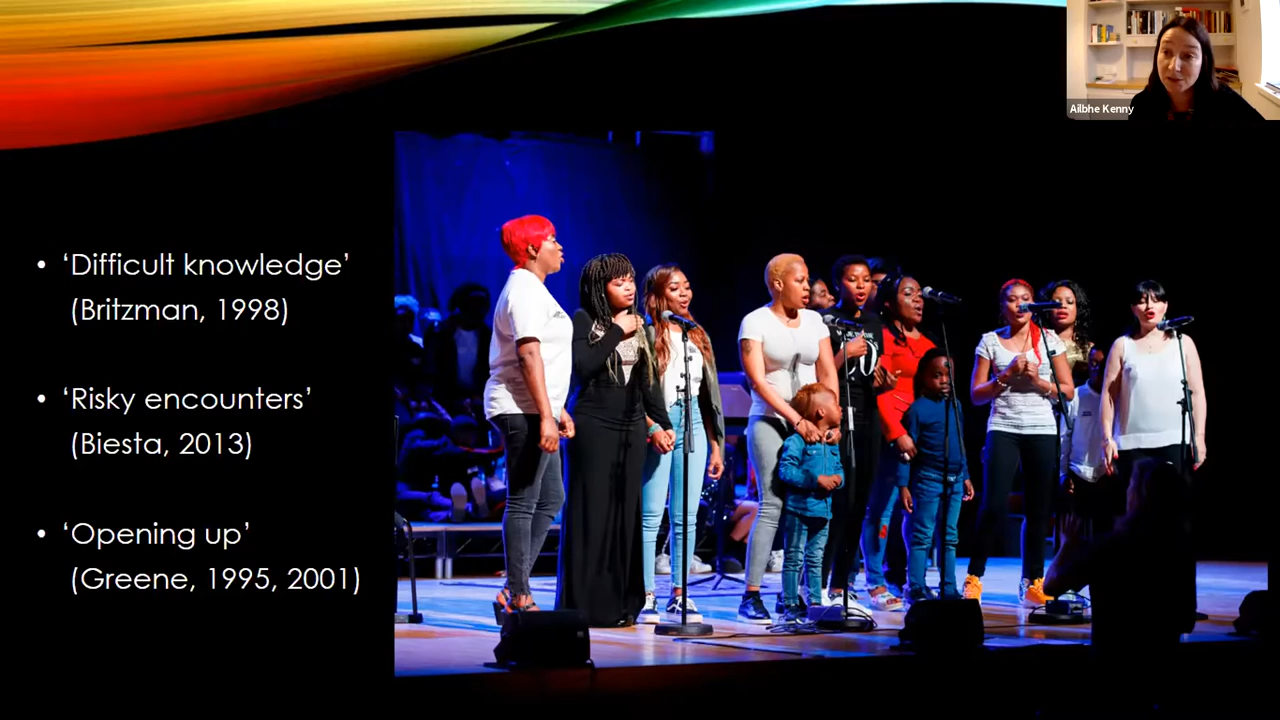 Ailbhe Kenny
• ‘Difficult knowledge’
(Britzman, 1998)
• ‘Risky encounters’
(Biesta, 2013)
• ‘Opening up’
(Greene, 1995, 2001)